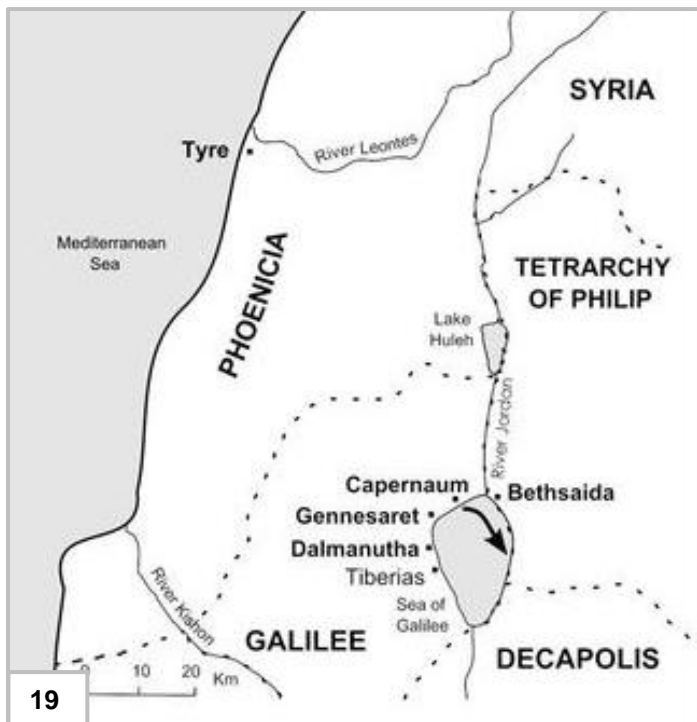 SYRIA
Tyre
River Leontes
Mediterranean
Sea
PHOENICIA
TETRARCHY
OF PHILIP
Lake
Huleh
River Jordan
Capernaum
Bethsaida
Gennesaret
Dalmanutha
Tiberias
Sea of
Galilee
River Kishon
GALILEE
DECAPOLIS
10 20 Km
19